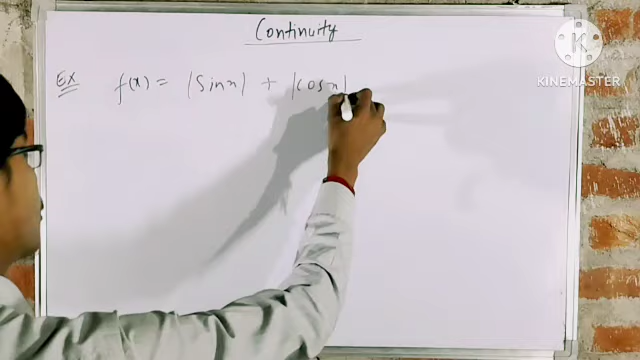 Continuity
Ex f(x) = |Sinx| + |cosx|
K
KINEMASTER